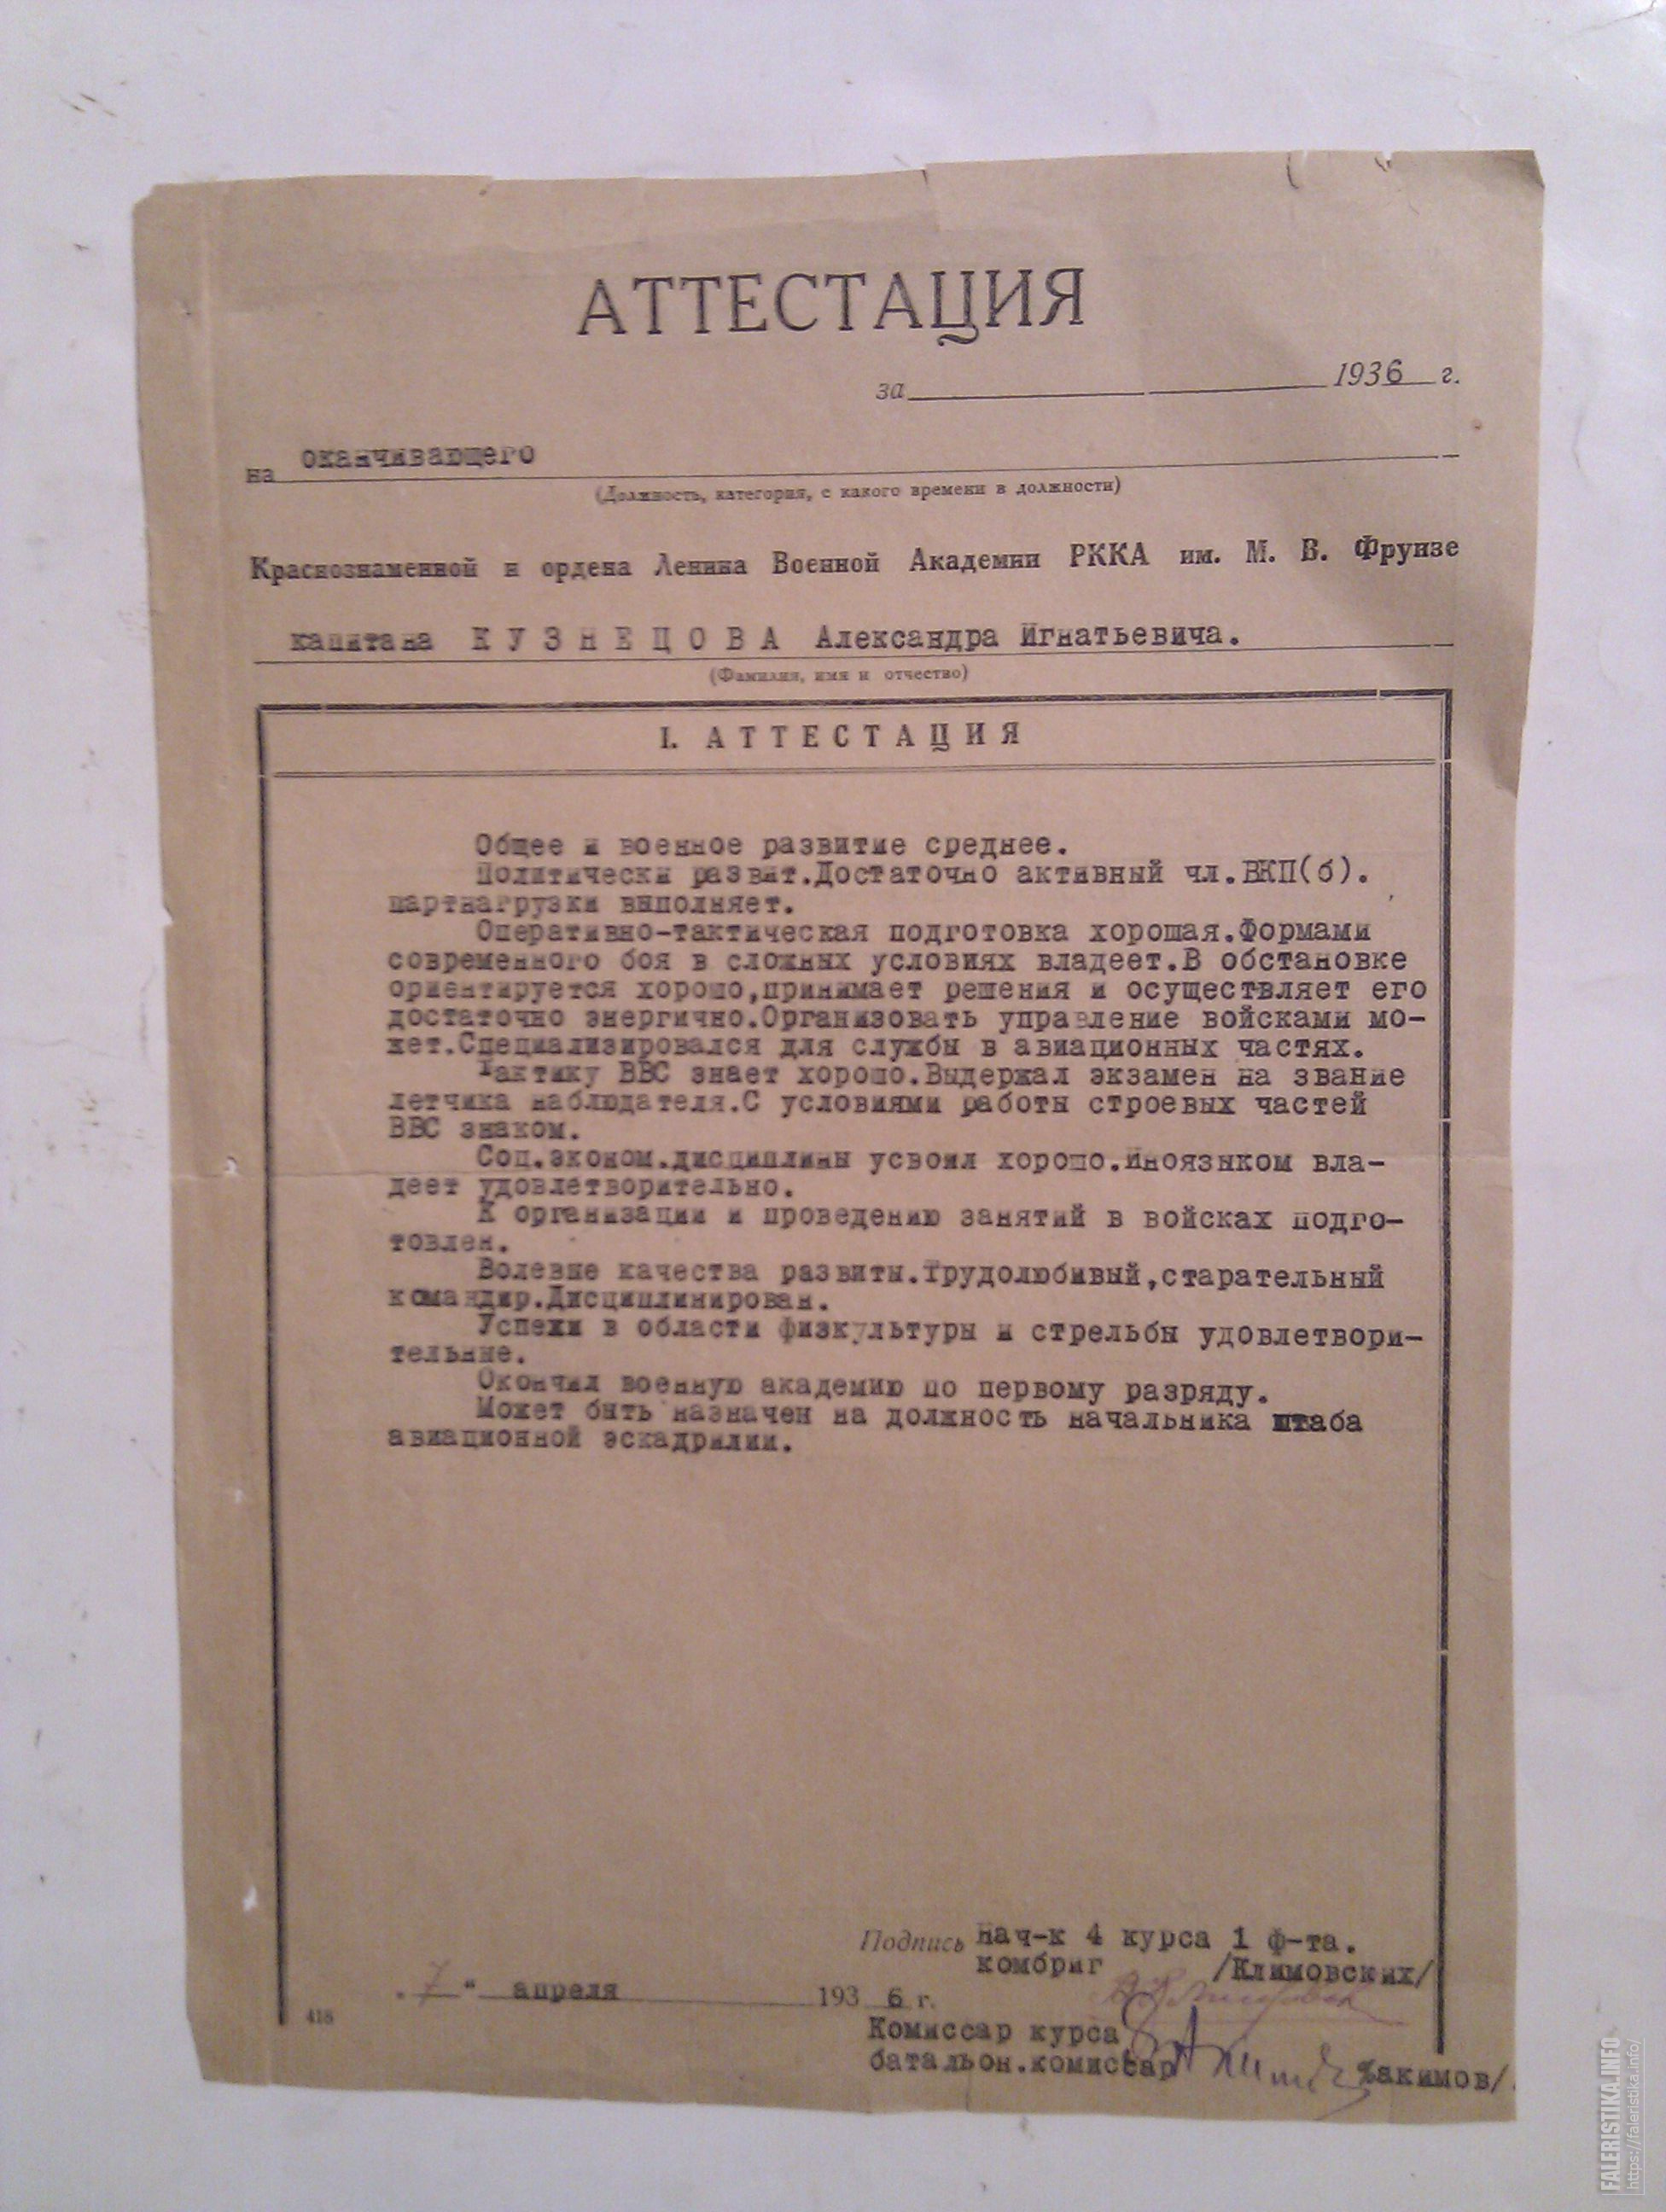 АТТЕСТАЦИЯ
за 1936 г.
на оканчивающего
(Должность, категория, с какого времени в должности)
Краснознаменной и ордена Ленина Военной Академии РККА им. М. В. Фрунзе
капитана К У З Н Е Ц О В А Александра Игнатьевича.
(Фамилия, имя и отчество)
I. АТТЕСТАЦИЯ
Общее и военное развитие среднее.
Политически развит.Достаточно активный чл.ВКП(б).
партнагрузки выполняет.
Оперативно-тактическая подготовка хорошая.Формами
современного боя в сложных условиях владеет.В обстановке
ориентируется хорошо,принимает решения и осуществляет его
достаточно энергично.Организовать управление войсками мо-
жет.Специализировался для службы в авиационных частях.
Тактику ВВС знает хорошо.Выдержал экзамен на звание
летчика наблюдателя.С условиями работы строевых частей
ВВС знаком.
Соц.эконом.дисциплины усвоил хорошо.Иноязыком вла-
деет удовлетворительно.
К организации и проведению занятий в войсках подго-
товлен.
Волевые качества развиты.Трудолюбивый,старательный
командир.Дисциплинирован.
Успехи в области физкультуры и стрельбы удовлетвори-
тельные.
Окончил военную академию по первому разряду.
Может быть назначен на должность начальника штаба
авиационной эскадрилии.
Подпись нач-к 4 курса 1 ф-та.
комбриг /Климовских/
„7" апреля 1936 г.
418
Комиссар курса
батальон.комиссар /Акимов/.
FALERISTIKA.INFO
https://faleristika.info/